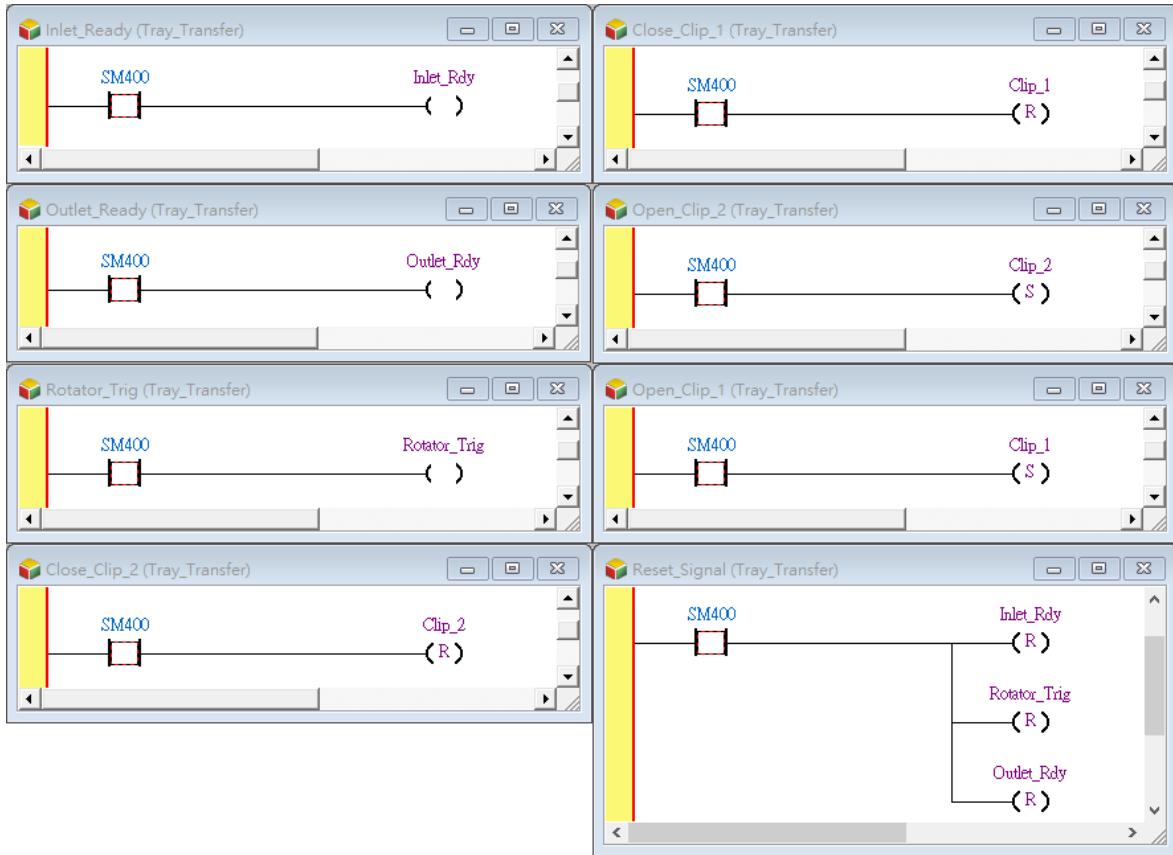 Inlet_Ready (Tray_Transfer)
SM400
Inlet_Rdy
Close_Clip_1 (Tray_Transfer)
SM400
Clip_1
R
Outlet_Ready (Tray_Transfer)
SM400
Outlet_Rdy
Open_Clip_2 (Tray_Transfer)
SM400
Clip_2
S
Rotator_Trig (Tray_Transfer)
SM400
Rotator_Trig
Open_Clip_1 (Tray_Transfer)
SM400
Clip_1
S
Close_Clip_2 (Tray_Transfer)
SM400
Clip_2
R
Reset_Signal (Tray_Transfer)
SM400
Inlet_Rdy
R
Rotator_Trig
R
Outlet_Rdy
R